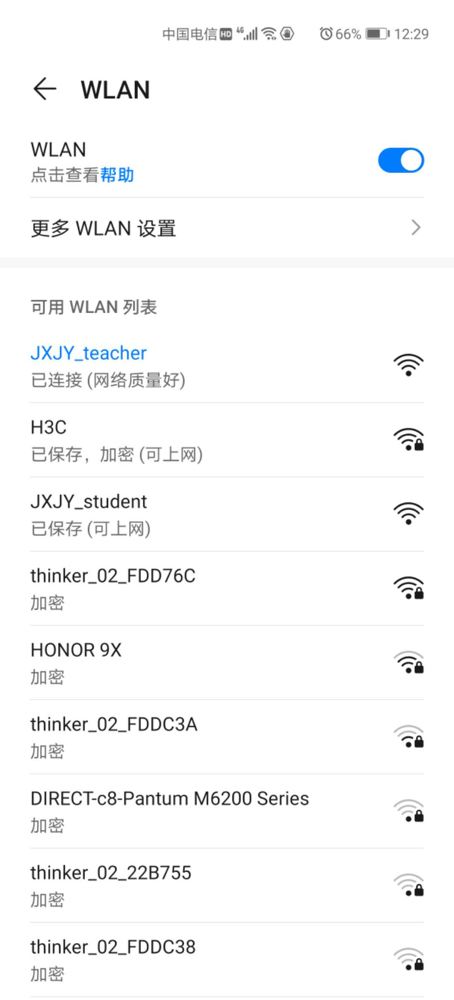 中国电信 HD 4G 66% 12:29
WLAN
WLAN
点击查看帮助
更多 WLAN 设置
可用 WLAN 列表
JXJY_teacher
已连接 (网络质量好)
H3C
已保存，加密 (可上网)
JXJY_student
已保存 (可上网)
thinker_02_FDD76C
加密
HONOR 9X
加密
thinker_02_FDDC3A
加密
DIRECT-c8-Pantum M6200 Series
加密
thinker_02_22B755
加密
thinker_02_FDDC38
加密